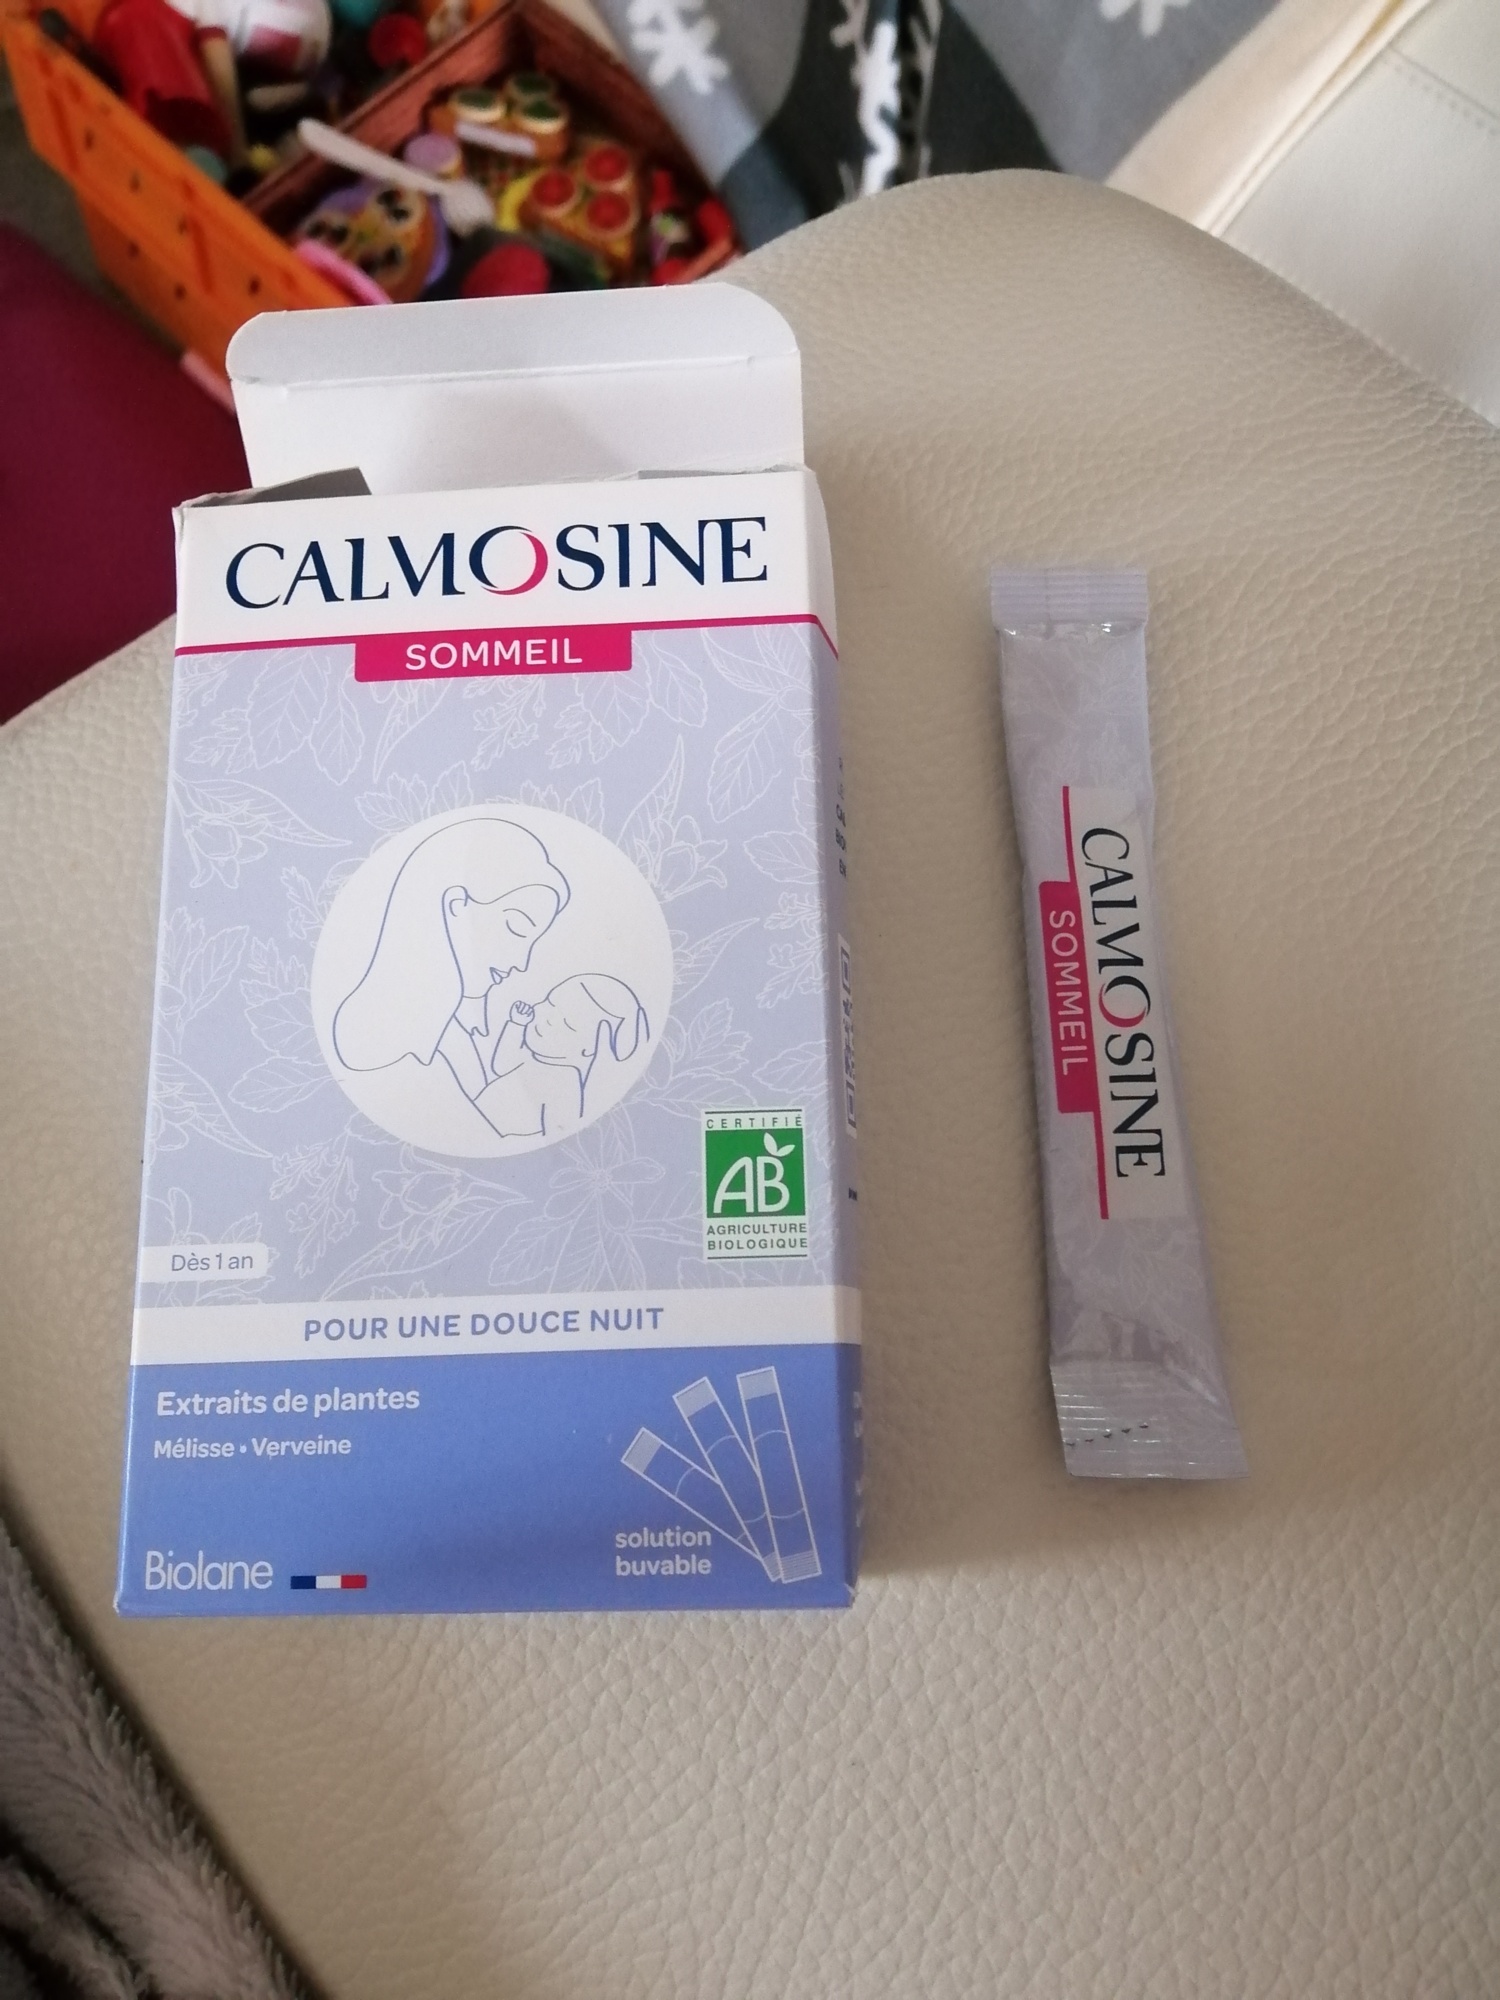 CALMOSINE
SOMMEIL
CERTIFIÉ
AB
AGRICULTURE
BIOLOGIQUE
Dès 1 an
POUR UNE DOUCE NUIT
Extraits de plantes
Mélisse • Verveine
solution
buvable
Biolane
CALMOSINE
SOMMEIL